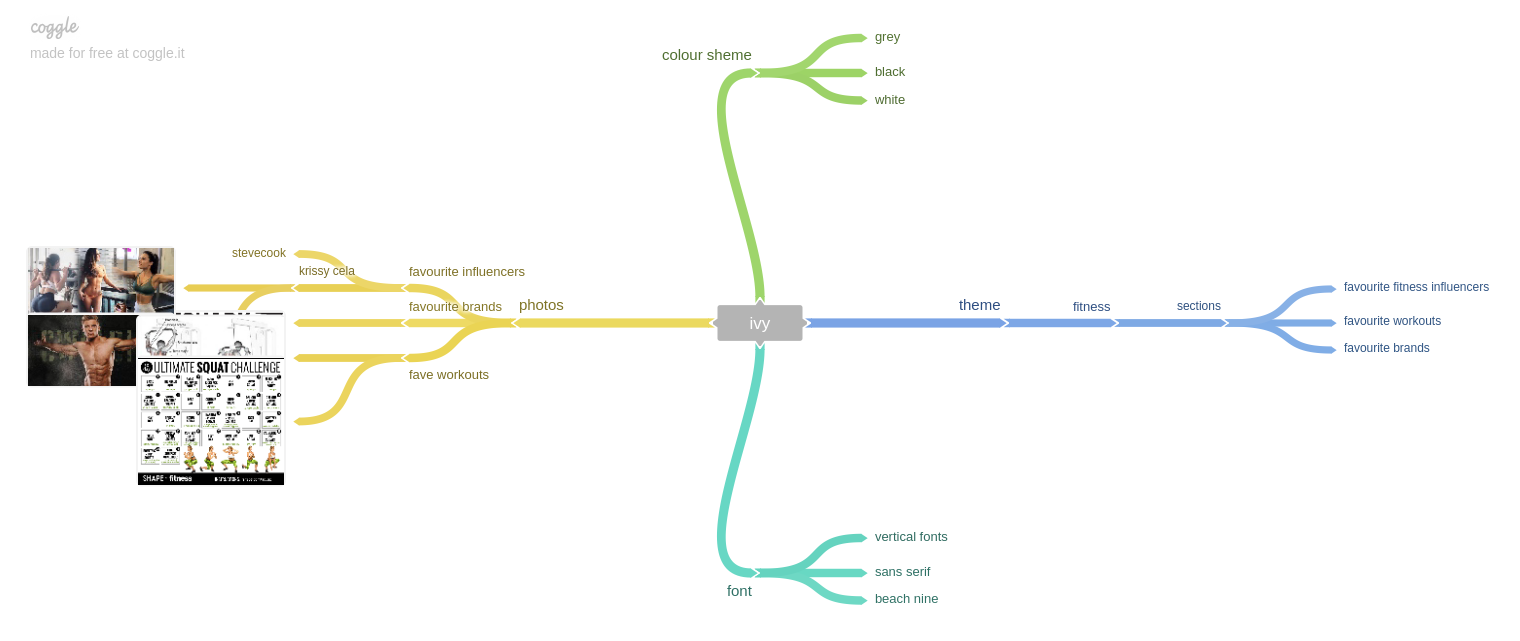 coggle
made for free at coggle.it
colour sheme
grey
black
white
stevecook
krissy cela
favourite influencers
favourite brands
photos
fave workouts
ivy
theme
fitness
sections
favourite fitness influencers
favourite workouts
favourite brands
ULTIMATE SQUAT CHALLENGE
SHAPE fitness
font
vertical fonts
sans serif
beach nine